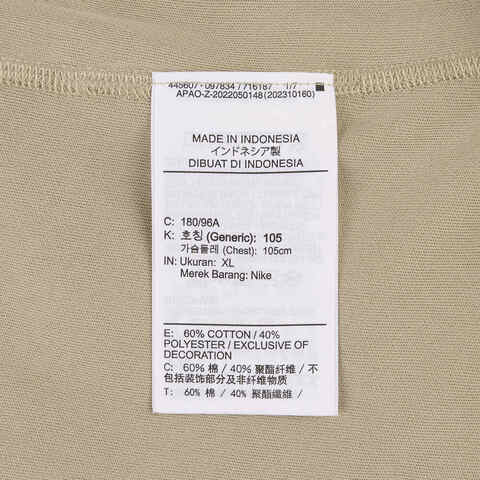 445607 - 097834 / 716187 1/7
APAO-Z-2022050148 (202310160)
MADE IN INDONESIA
インドネシア製
DIBUAT DI INDONESIA
C: 180/96A
K: 호칭 (Generic): 105
가슴둘레 (Chest): 105cm
IN: Ukuran: XL
Merek Barang: Nike
E: 60% COTTON / 40%
POLYESTER / EXCLUSIVE OF
DECORATION
C: 60% 棉 / 40% 聚酯纤维 / 不
包括装饰部分及非纤维物质
T: 60% 棉 / 40% 聚酯纖維 /